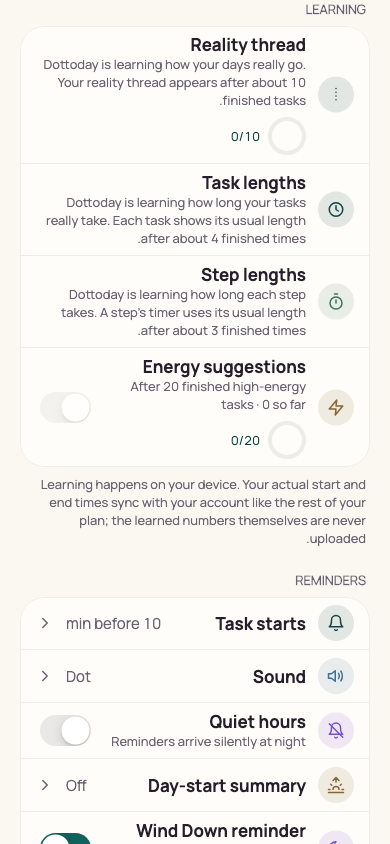 LEARNING
Reality thread
Dottoday is learning how your days really go.
Your reality thread appears after about 10
.finished tasks
0/10
Task lengths
Dottoday is learning how long your tasks
really take. Each task shows its usual length
.after about 4 finished times
Step lengths
Dottoday is learning how long each step
takes. A step's timer uses its usual length
.after about 3 finished times
Energy suggestions
After 20 finished high-energy
tasks · 0 so far
0/20
Learning happens on your device. Your actual start and
end times sync with your account like the rest of your
plan; the learned numbers themselves are never
.uploaded
REMINDERS
Task starts
min before 10
Sound
Dot
Quiet hours
Reminders arrive silently at night
Day-start summary
Off
Wind Down reminder